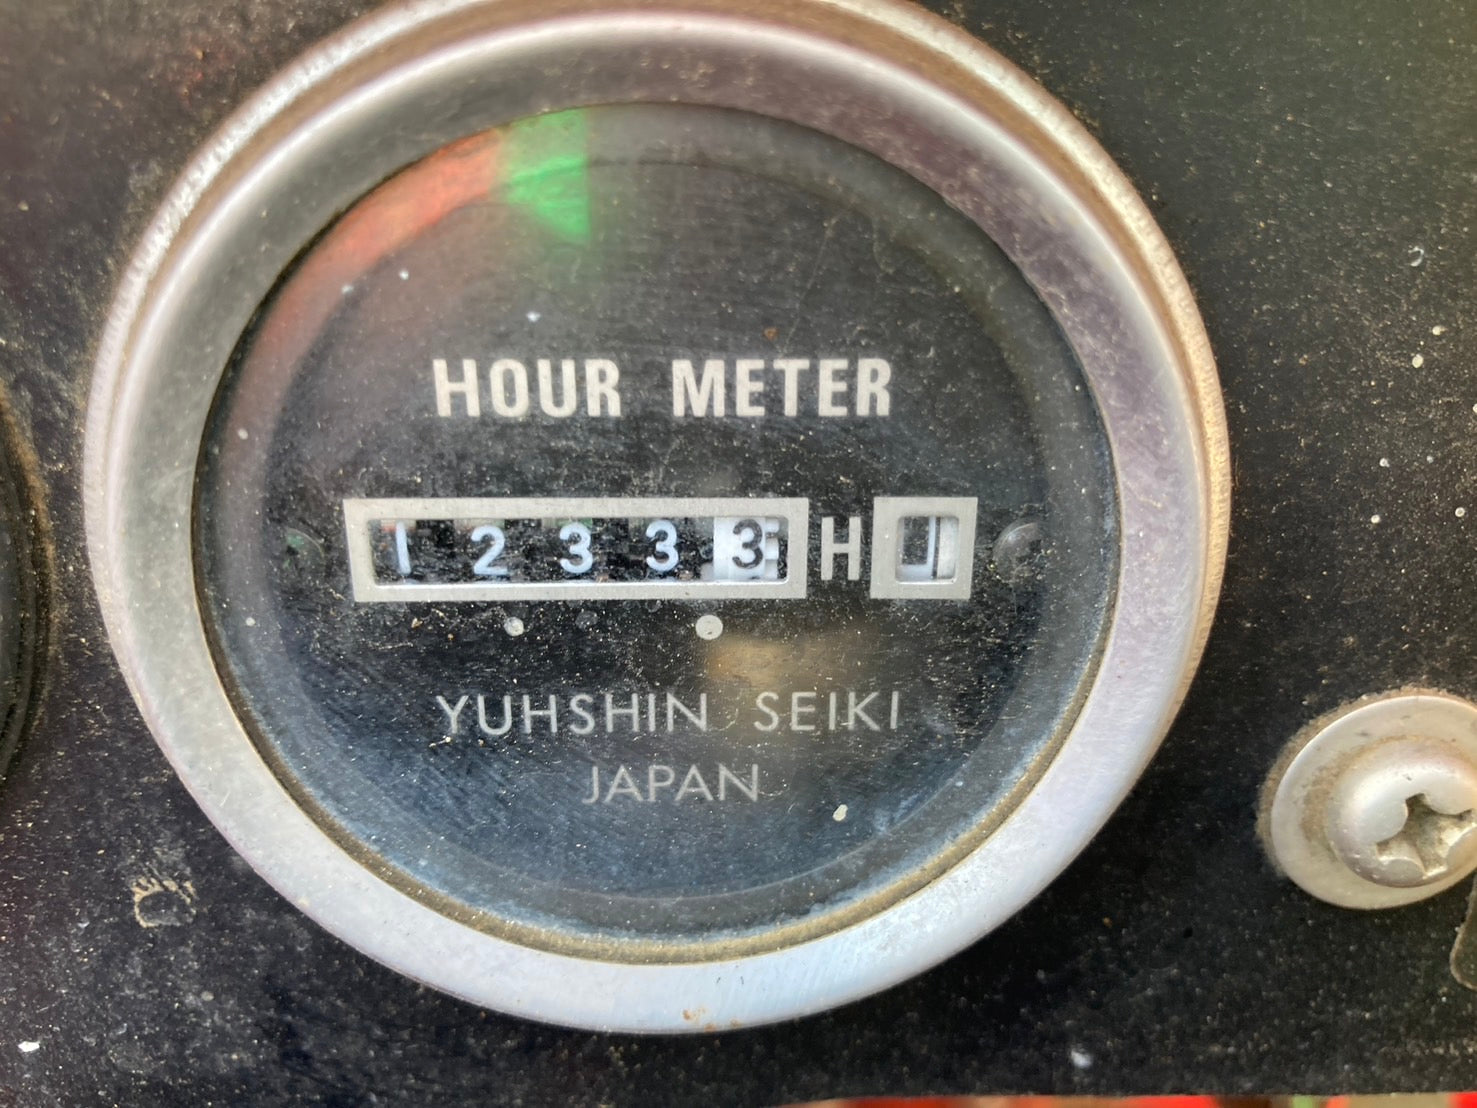 HOUR METER
12333 H
YUHSHIN SEIKI
JAPAN